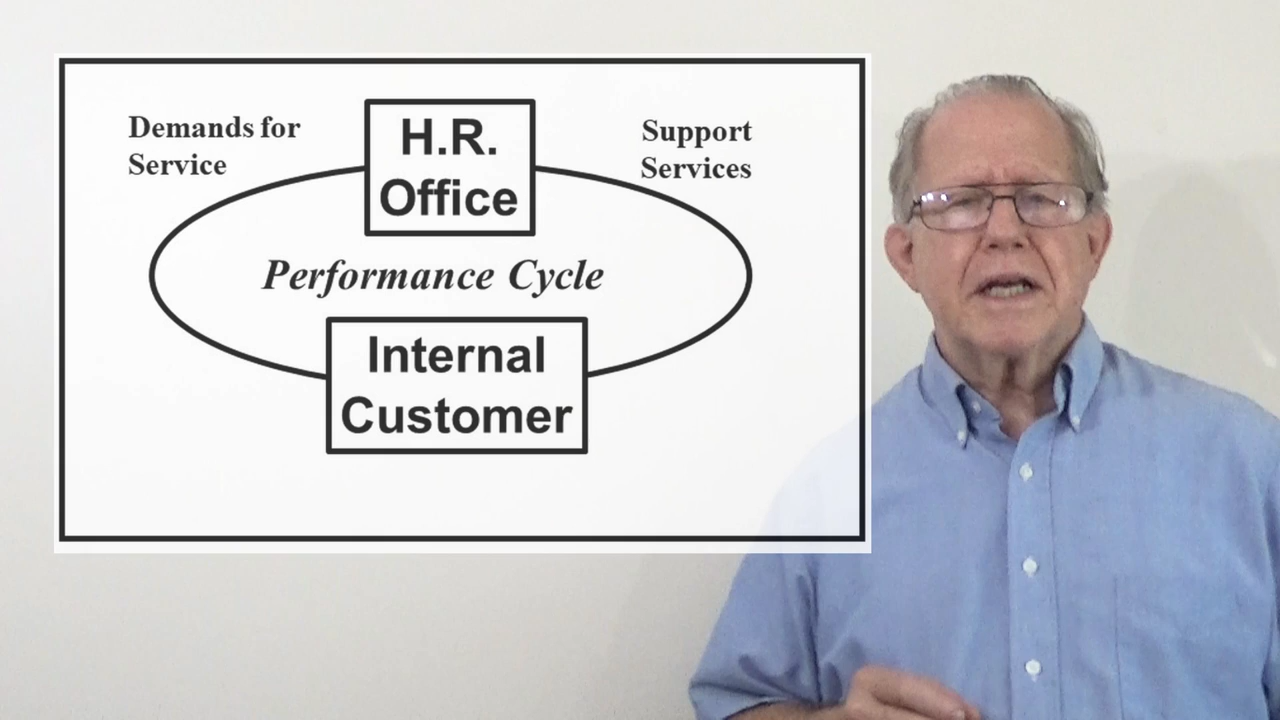 Demands for
Service
H.R.
Office
Support
Services
Performance Cycle
Internal
Customer